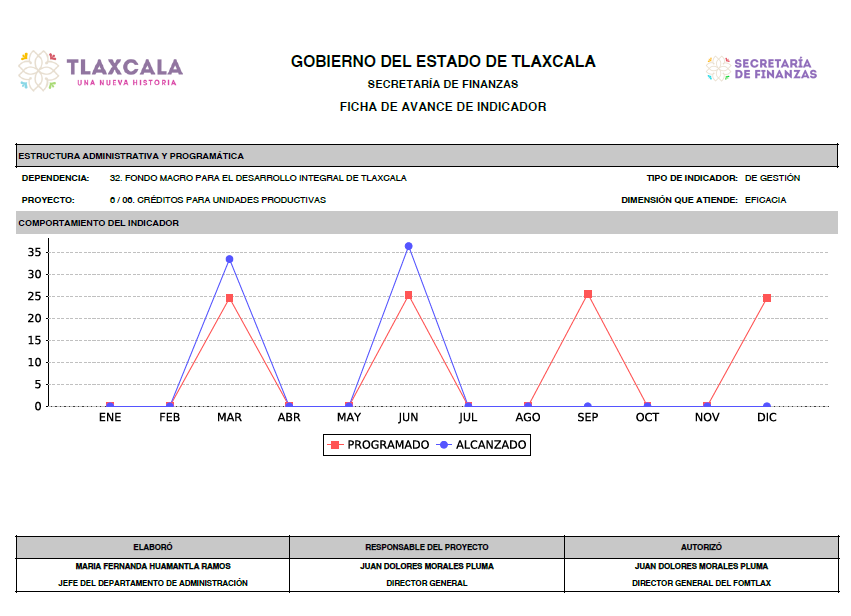 TLAXCALA
UNA NUEVA HISTORIA
GOBIERNO DEL ESTADO DE TLAXCALA
SECRETARÍA DE FINANZAS
FICHA DE AVANCE DE INDICADOR
SECRETARÍA
DE FINANZAS
ESTRUCTURA ADMINISTRATIVA Y PROGRAMÁTICA
DEPENDENCIA: 32. FONDO MACRO PARA EL DESARROLLO INTEGRAL DE TLAXCALA TIPO DE INDICADOR: DE GESTIÓN
PROYECTO: 6 / 06. CRÉDITOS PARA UNIDADES PRODUCTIVAS DIMENSIÓN QUE ATIENDE: EFICACIA
COMPORTAMIENTO DEL INDICADOR
35
30
25
20
15
10
5
0
ENE FEB MAR ABR MAY JUN JUL AGO SEP OCT NOV DIC
PROGRAMADO ALCANZADO
ELABORÓ RESPONSABLE DEL PROYECTO AUTORIZÓ
MARIA FERNANDA HUAMANTLA RAMOS JUAN DOLORES MORALES PLUMA JUAN DOLORES MORALES PLUMA
JEFE DEL DEPARTAMENTO DE ADMINISTRACIÓN DIRECTOR GENERAL DIRECTOR GENERAL DEL FOMTLAX